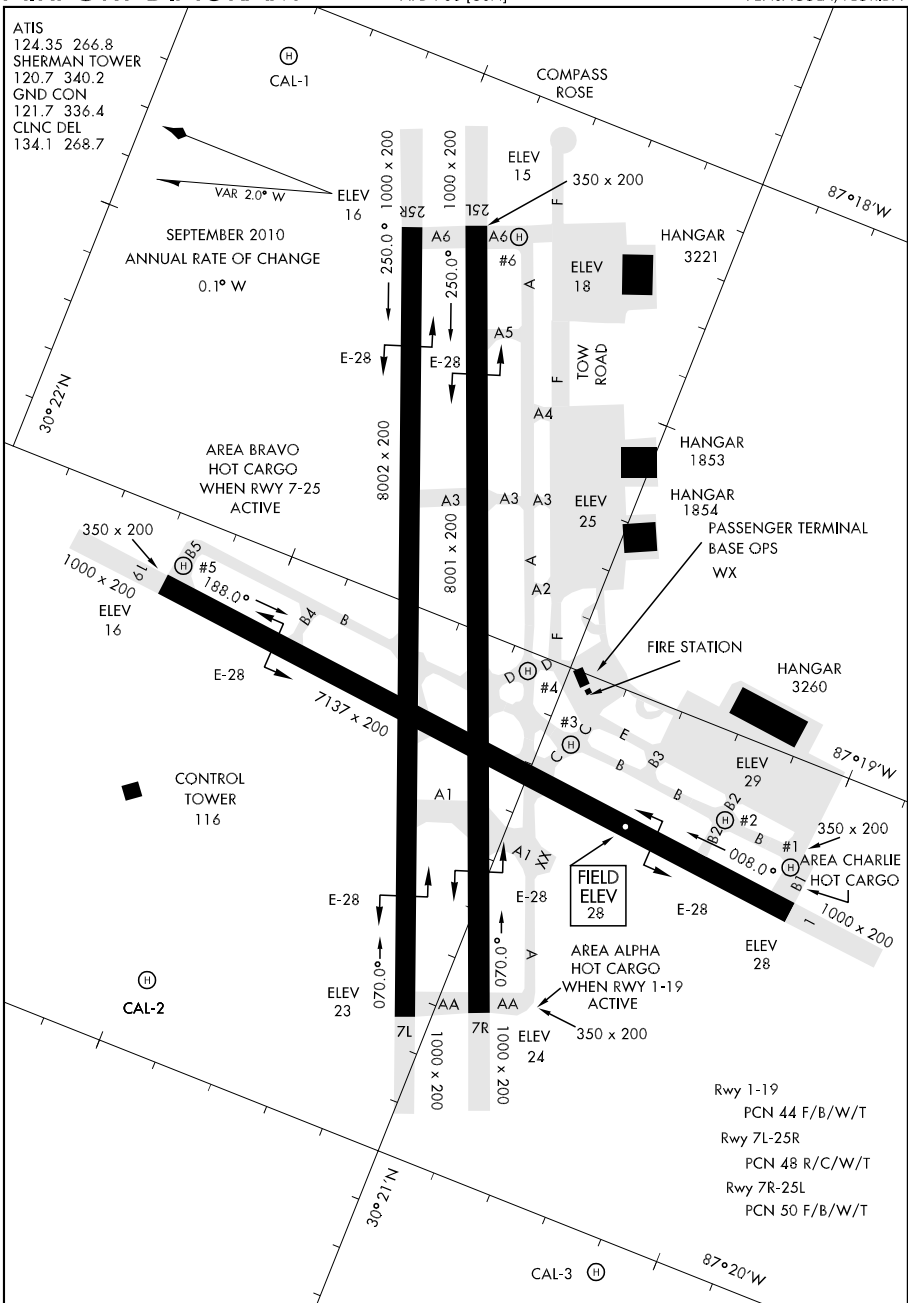 ATIS
124.35 266.8
SHERMAN TOWER
120.7 340.2
GND CON
121.7 336.4
CLNC DEL
134.1 268.7
H
CAL-1
COMPASS
ROSE
VAR 2.0° W
ELEV
16
SEPTEMBER 2010
ANNUAL RATE OF CHANGE
0.1° W
1000 x 200
1000 x 200
ELEV
15
350 x 200
F
87°18'W
25R
25L
250.0°
250.0°
A6
A6
H
#6
A
ELEV
18
HANGAR
3221
E-28
E-28
A5
F
TOW
ROAD
30°22'N
A4
8002 x 200
8001 x 200
AREA BRAVO
HOT CARGO
WHEN RWY 7-25
ACTIVE
A3
A3
A3
ELEV
25
HANGAR
1853
HANGAR
1854
PASSENGER TERMINAL
BASE OPS
WX
350 x 200
1000 x 200
19
ELEV
16
H
#5
B5
188.0°
B4
B
A
A2
F
E-28
7137 x 200
D
H
D
#4
FIRE STATION
HANGAR
3260
#3
C
H
C
E
B
B3
B
ELEV
29
87°19'W
CONTROL
TOWER
116
A1
A1
XX
B2
H
B2
#2
B
#1
H
350 x 200
B1
AREA CHARLIE
HOT CARGO
008.0°
1
1000 x 200
FIELD
ELEV
28
E-28
E-28
E-28
ELEV
28
A
070.0°
070.0°
AREA ALPHA
HOT CARGO
WHEN RWY 1-19
ACTIVE
H
CAL-2
ELEV
23
AA
AA
7L
7R
1000 x 200
1000 x 200
ELEV
24
350 x 200
Rwy 1-19
PCN 44 F/B/W/T
Rwy 7L-25R
PCN 48 R/C/W/T
Rwy 7R-25L
PCN 50 F/B/W/T
30°21'N
87°20'W
CAL-3 H